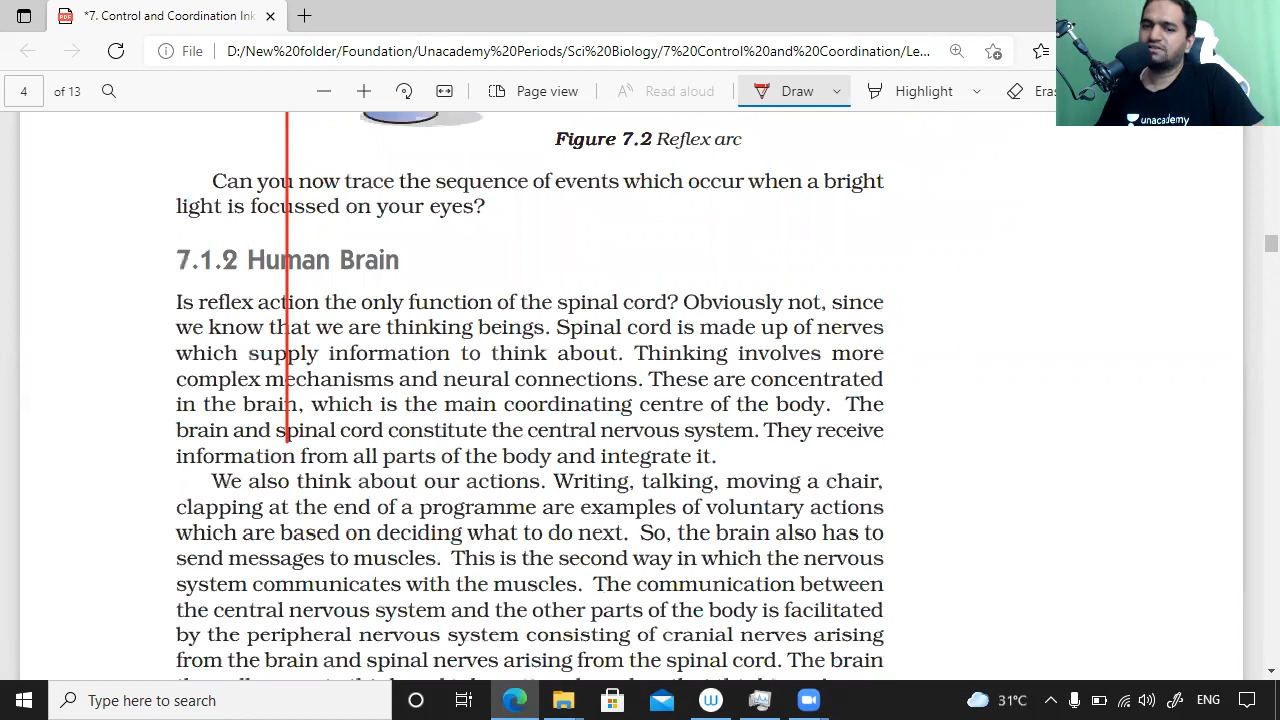 *7. Control and Coordination Ink
File
D:/New%20folder/Foundation/Unacademy%20Periods/Sci%20Biology/7%20Control%20and%20Coordination/Le...
4 of 13
Page view
Read aloud
Draw
Highlight
Eras
unacademy
Figure 7.2 Reflex arc
Can you now trace the sequence of events which occur when a bright
light is focussed on your eyes?
7.1.2 Human Brain
Is reflex action the only function of the spinal cord? Obviously not, since
we know that we are thinking beings. Spinal cord is made up of nerves
which supply information to think about. Thinking involves more
complex mechanisms and neural connections. These are concentrated
in the brain, which is the main coordinating centre of the body. The
brain and spinal cord constitute the central nervous system. They receive
information from all parts of the body and integrate it.
We also think about our actions. Writing, talking, moving a chair,
clapping at the end of a programme are examples of voluntary actions
which are based on deciding what to do next. So, the brain also has to
send messages to muscles. This is the second way in which the nervous
system communicates with the muscles. The communication between
the central nervous system and the other parts of the body is facilitated
by the peripheral nervous system consisting of cranial nerves arising
from the brain and spinal nerves arising from the spinal cord. The brain
Type here to search
31°C
ENG